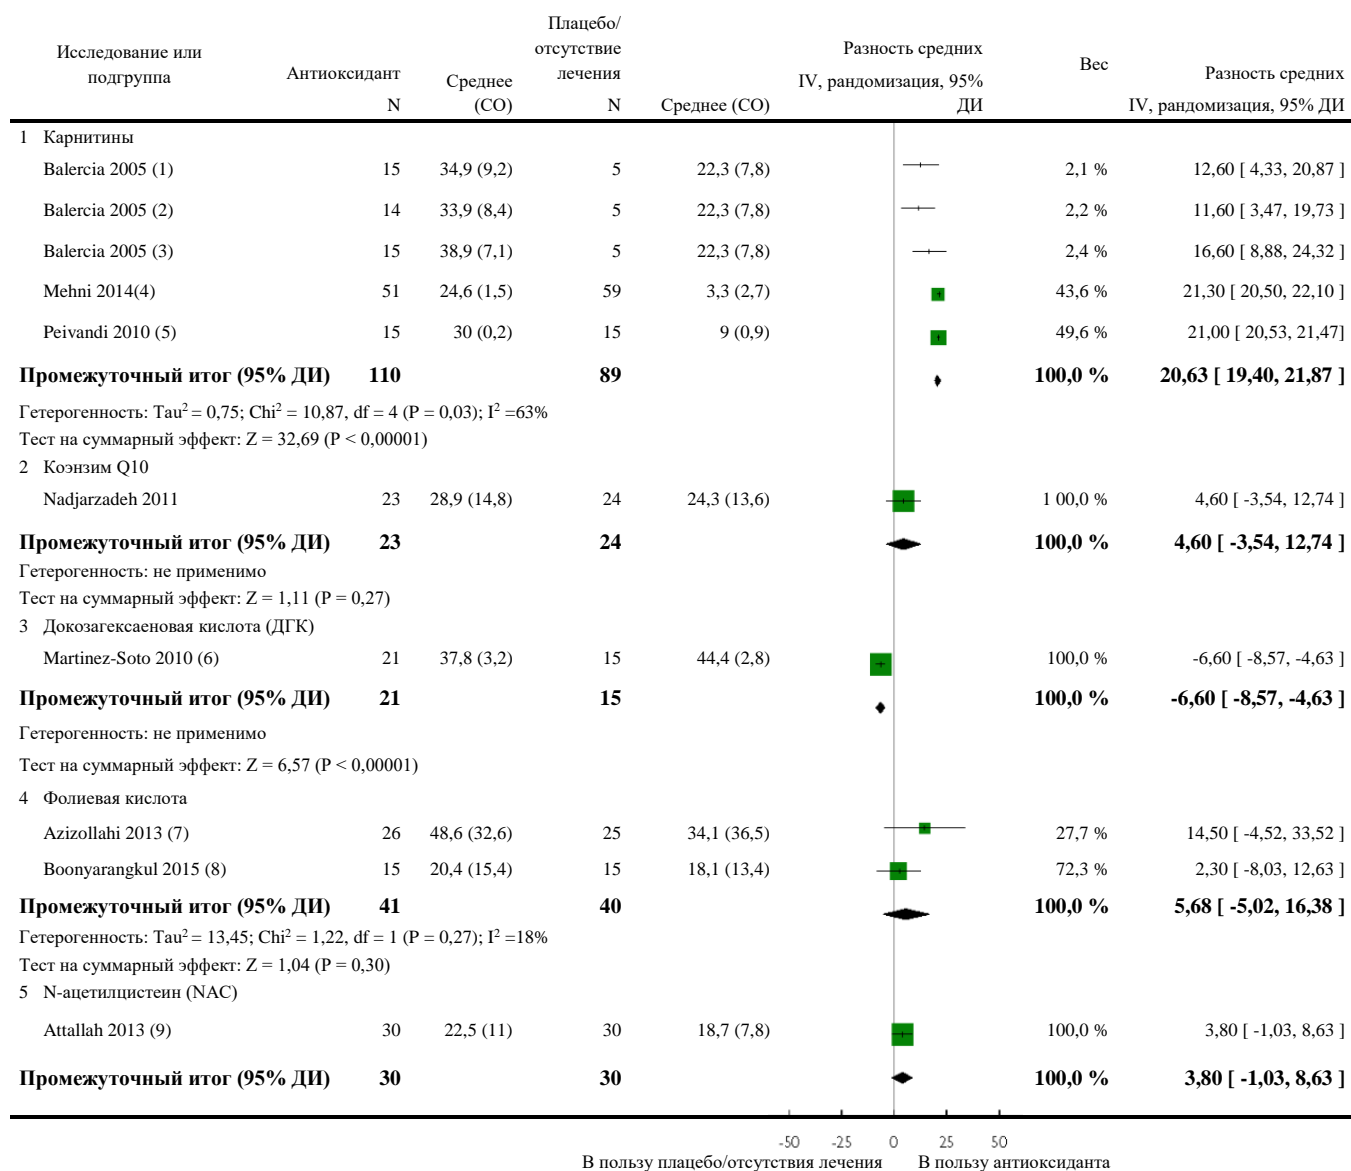 Исследование или подгруппа Антиоксидант Среднее (СО) Плацебо/ отсутствие лечения Среднее (СО) Разность средних Вес Разность средних
N N IV, рандомизация, 95% ДИ IV, рандомизация, 95% ДИ
1 Карнитины
Balercia 2005 (1) 15 34,9 (9,2) 5 22,3 (7,8) 2,1 % 12,60 [ 4,33, 20,87 ]
Balercia 2005 (2) 14 33,9 (8,4) 5 22,3 (7,8) 2,2 % 11,60 [ 3,47, 19,73 ]
Balercia 2005 (3) 15 38,9 (7,1) 5 22,3 (7,8) 2,4 % 16,60 [ 8,88, 24,32 ]
Mehni 2014(4) 51 24,6 (1,5) 59 3,3 (2,7) 43,6 % 21,30 [ 20,50, 22,10 ]
Peivandi 2010 (5) 15 30 (0,2) 15 9 (0,9) 49,6 % 21,00 [ 20,53, 21,47]
Промежуточный итог (95% ДИ) 110 89 100,0 % 20,63 [ 19,40, 21,87 ]
Гетерогенность: Tau² = 0,75; Chi² = 10,87, df = 4 (P = 0,03); I² =63%
Тест на суммарный эффект: Z = 32,69 (P < 0,00001)
2 Коэнзим Q10
Nadjarzadeh 2011 23 28,9 (14,8) 24 24,3 (13,6) 1 00,0 % 4,60 [ -3,54, 12,74 ]
Промежуточный итог (95% ДИ) 23 24 100,0 % 4,60 [ -3,54, 12,74 ]
Гетерогенность: не применимо
Тест на суммарный эффект: Z = 1,11 (P = 0,27)
3 Докозагексаеновая кислота (ДГК)
Martinez-Soto 2010 (6) 21 37,8 (3,2) 15 44,4 (2,8) 100,0 % -6,60 [ -8,57, -4,63 ]
Промежуточный итог (95% ДИ) 21 15 100,0 % -6,60 [ -8,57, -4,63 ]
Гетерогенность: не применимо
Тест на суммарный эффект: Z = 6,57 (P < 0,00001)
4 Фолиевая кислота
Azizollahi 2013 (7) 26 48,6 (32,6) 25 34,1 (36,5) 27,7 % 14,50 [ -4,52, 33,52 ]
Boonyarangkul 2015 (8) 15 20,4 (15,4) 15 18,1 (13,4) 72,3 % 2,30 [ -8,03, 12,63 ]
Промежуточный итог (95% ДИ) 41 40 100,0 % 5,68 [ -5,02, 16,38 ]
Гетерогенность: Tau² = 13,45; Chi² = 1,22, df = 1 (P = 0,27); I² =18%
Тест на суммарный эффект: Z = 1,04 (P = 0,30)
5 N-ацетилцистеин (NAC)
Attallah 2013 (9) 30 22,5 (11) 30 18,7 (7,8) 100,0 % 3,80 [ -1,03, 8,63 ]
Промежуточный итог (95% ДИ) 30 30 100,0 % 3,80 [ -1,03, 8,63 ]
-50 -25 0 25 50
В пользу плацебо/отсутствия лечения В пользу антиоксиданта